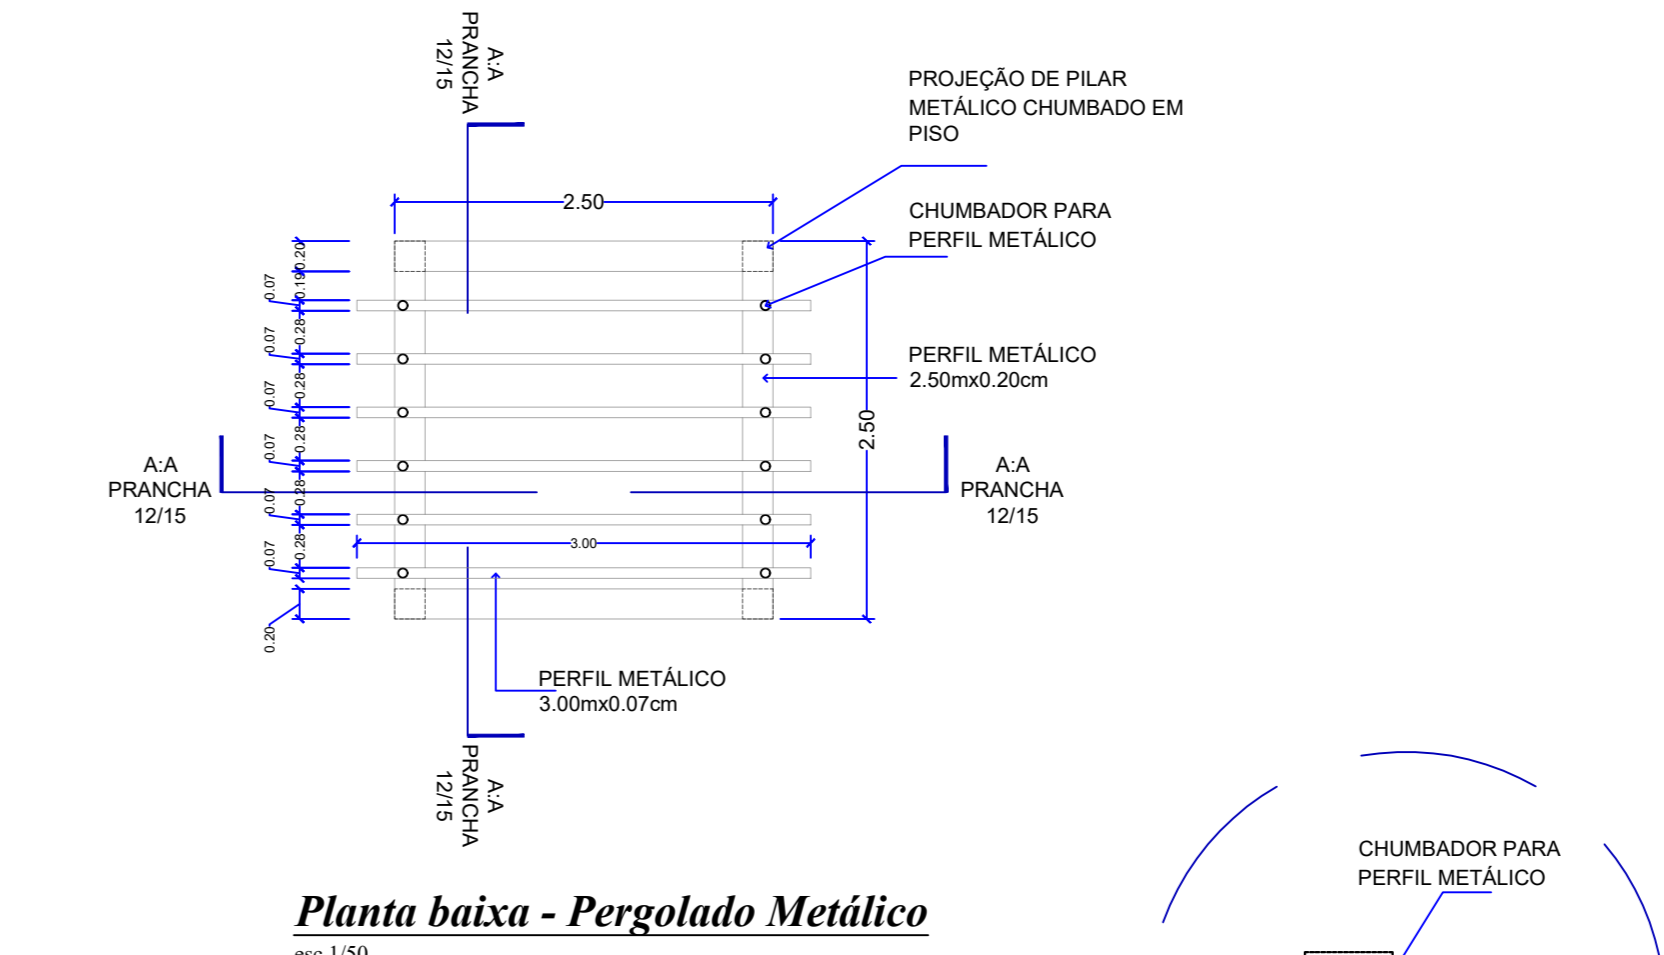 A:A
PRANCHA
12/15
PROJEÇÃO DE PILAR
METÁLICO CHUMBADO EM
PISO
2.50
CHUMBADOR PARA
PERFIL METÁLICO
0.20
0.19
0.07
0.28
0.07
0.28
0.07
0.28
0.07
0.28
0.07
0.28
0.07
0.20
PERFIL METÁLICO
2.50mx0.20cm
2.50
A:A
PRANCHA
12/15
A:A
PRANCHA
12/15
3.00
PERFIL METÁLICO
3.00mx0.07cm
A:A
PRANCHA
12/15
Planta baixa - Pergolado Metálico
esc 1/50
CHUMBADOR PARA
PERFIL METÁLICO